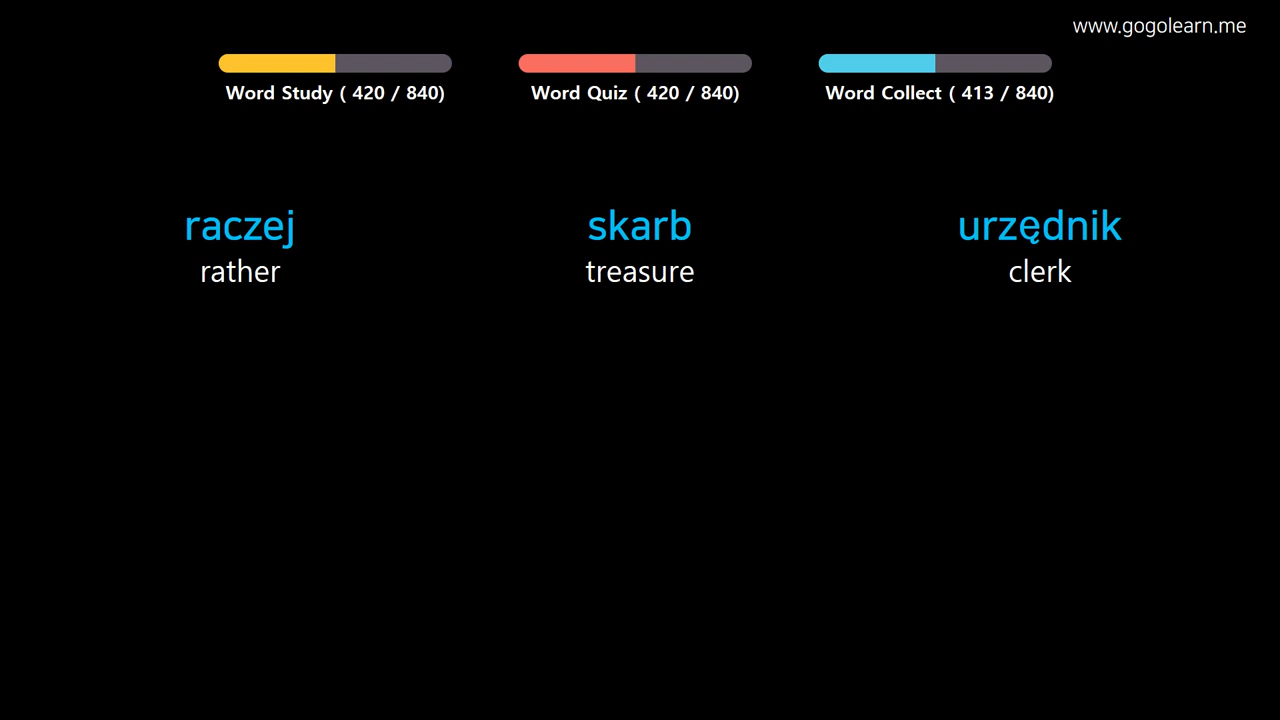 www.gogolearn.me
Word Study ( 420 / 840)
Word Quiz ( 420 / 840)
Word Collect ( 413 / 840)
raczej
rather
skarb
treasure
urzędnik
clerk